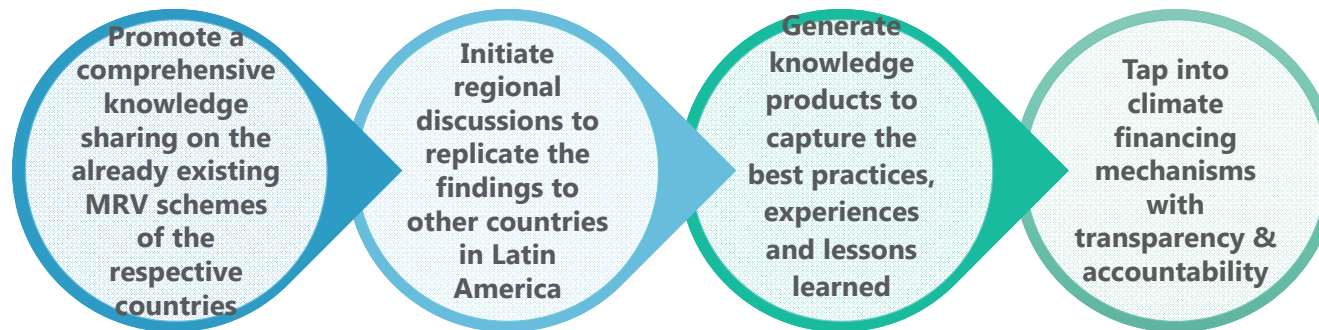 Promote a
comprehensive
knowledge
sharing on the
already existing
MRV schemes
of the
respective
countries
Initiate
regional
discussions to
replicate the
findings to
other countries
in Latin
America
Generate
knowledge
products to
capture the
best practices,
experiences
and lessons
learned
Tap into
climate
financing
mechanisms
with
transparency &
accountability